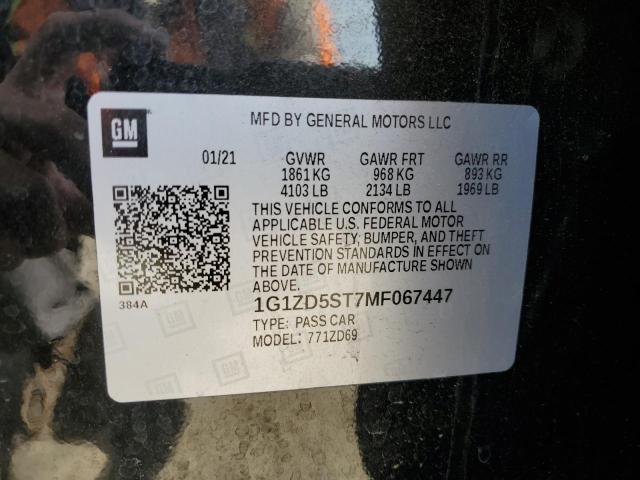 GM
MFD BY GENERAL MOTORS LLC
01/21 GVWR GAWR FRT GAWR RR
1861 KG 968 KG 893 KG
4103 LB 2134 LB 1969 LB
THIS VEHICLE CONFORMS TO ALL
APPLICABLE U.S. FEDERAL MOTOR
VEHICLE SAFETY, BUMPER, AND THEFT
PREVENTION STANDARDS IN EFFECT ON
THE DATE OF MANUFACTURE SHOWN
ABOVE.
384A
1G1ZD5ST7MF067447
TYPE: PASS CAR
MODEL: 771ZD69